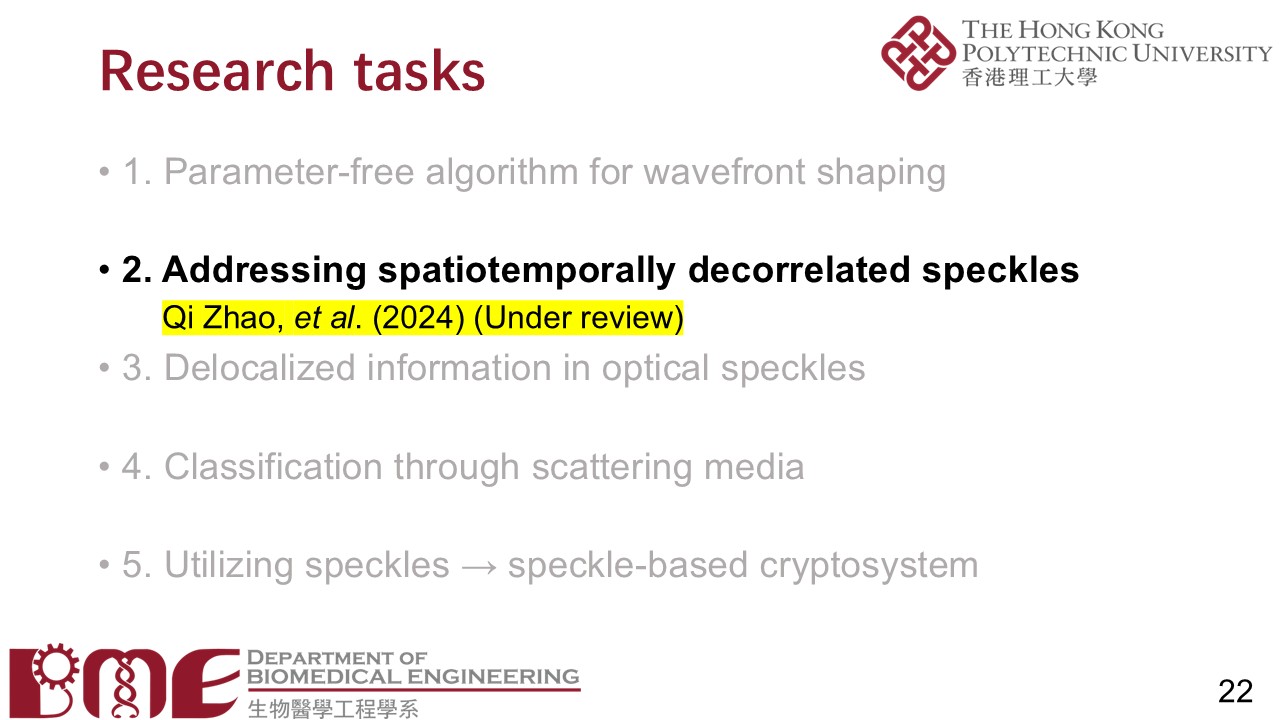 Research tasks
THE HONG KONG
POLYTECHNIC UNIVERSITY
香港理工大學
• 1. Parameter-free algorithm for wavefront shaping
• 2. Addressing spatiotemporally decorrelated speckles
Qi Zhao, et al. (2024) (Under review)
• 3. Delocalized information in optical speckles
• 4. Classification through scattering media
• 5. Utilizing speckles → speckle-based cryptosystem
BME
DEPARTMENT OF
BIOMEDICAL ENGINEERING
生物醫學工程學系
22